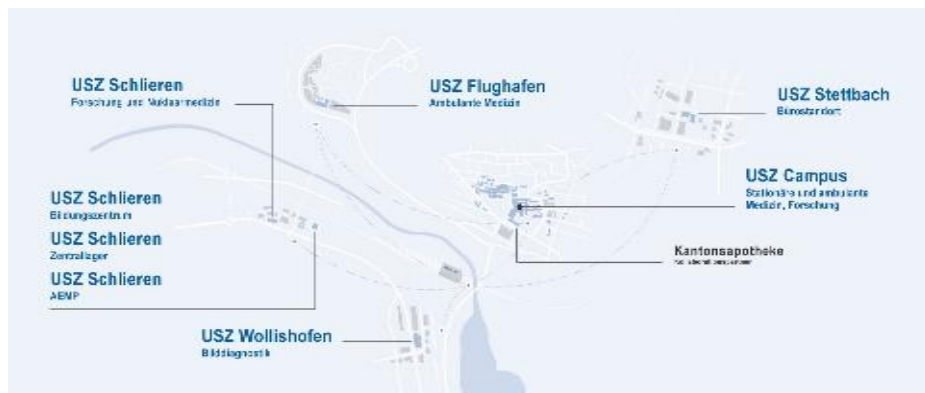 USZ Schlieren
Forschung und Nuklearmedizin
USZ Flughafen
Ambulante Medizin
USZ Stettbach
Bürostandort
USZ Campus
Stationäre und ambulante
Medizin, Forschung
Kantonsapotheke
USZ Schlieren
Bildungszentrum
USZ Schlieren
Zentrallager
USZ Schlieren
AEMP
USZ Wollishofen
Bilddiagnostik